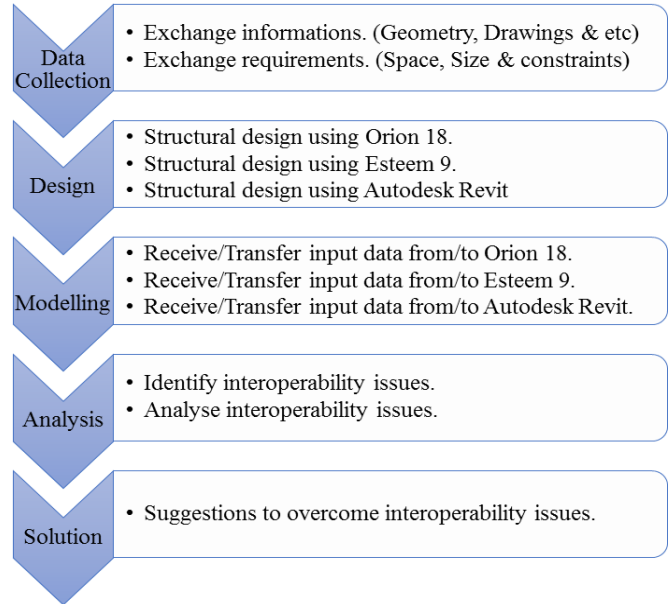 Data
Collection
• Exchange informations. (Geometry, Drawings & etc)
• Exchange requirements. (Space, Size & constraints)
Design
• Structural design using Orion 18.
• Structural design using Esteem 9.
• Structural design using Autodesk Revit
Modelling
• Receive/Transfer input data from/to Orion 18.
• Receive/Transfer input data from/to Esteem 9.
• Receive/Transfer input data from/to Autodesk Revit.
Analysis
• Identify interoperability issues.
• Analyse interoperability issues.
Solution
• Suggestions to overcome interoperability issues.